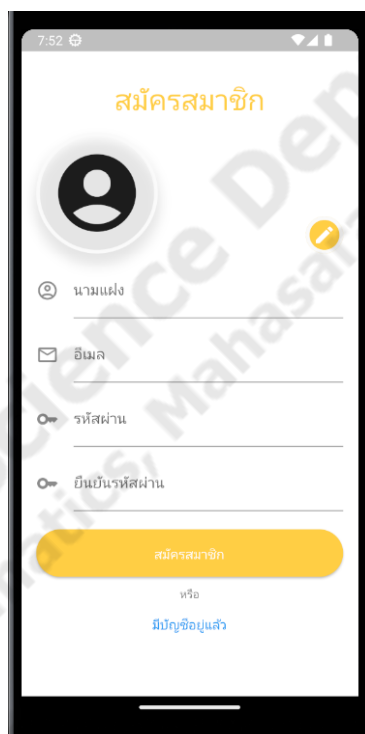 7:52
สมัครสมาชิก
นามแฝง
อีเมล
รหัสผ่าน
ยืนยันรหัสผ่าน
สมัครสมาชิก
หรือ
มีบัญชีอยู่แล้ว